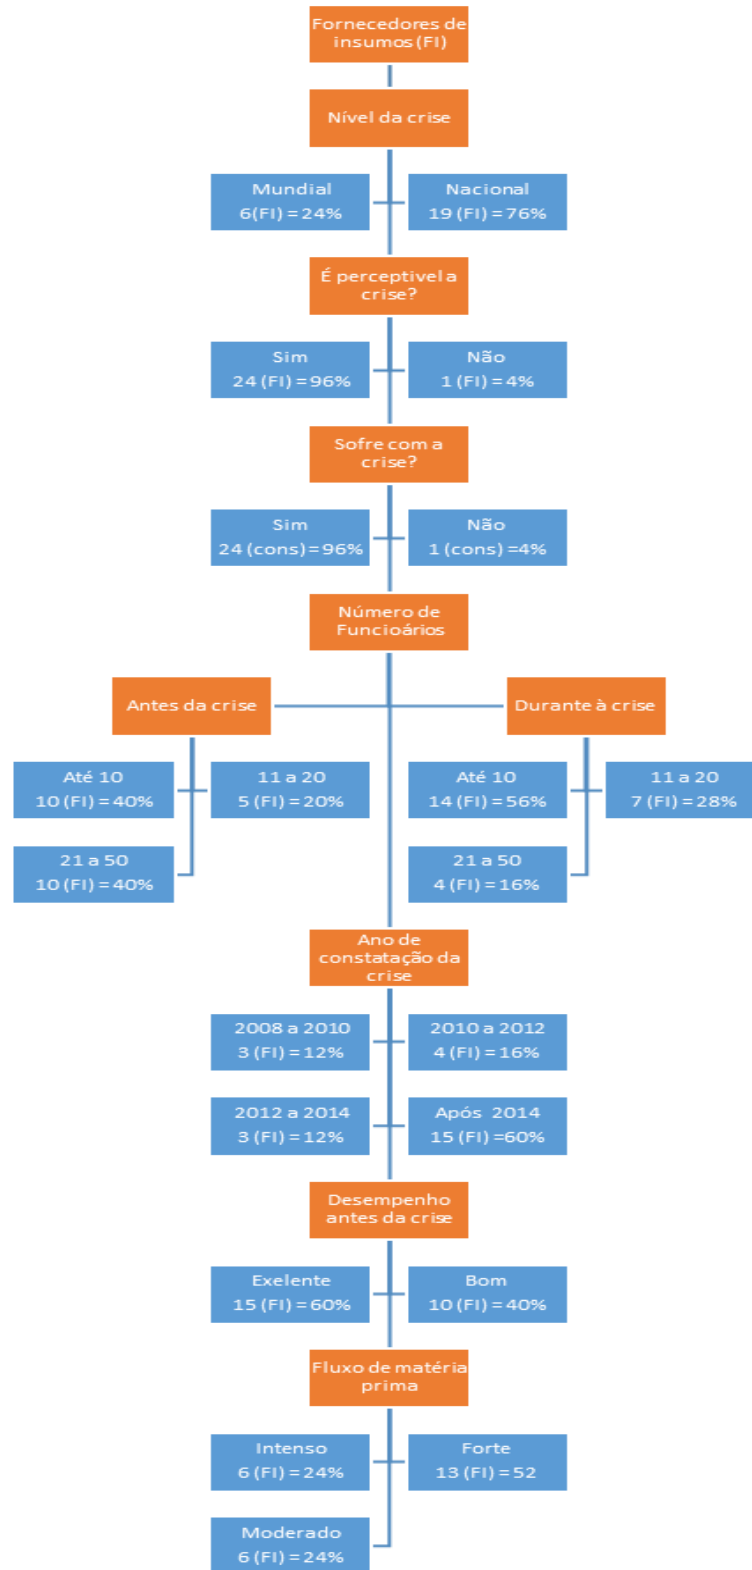 Fornecedores de
insumos (FI)
Nível da crise
Mundial
6(FI) = 24%
Nacional
19 (FI) = 76%
É perceptivel a
crise?
Sim
24 (FI) = 96%
Não
1 (FI) = 4%
Sofre com a
crise?
Sim
24 (cons) = 96%
Não
1 (cons) =4%
Número de
Funcioários
Antes da crise
Durante à crise
Até 10
10 (FI) = 40%
11 a 20
5 (FI) = 20%
Até 10
14 (FI) = 56%
11 a 20
7 (FI) = 28%
21 a 50
10 (FI) = 40%
21 a 50
4 (FI) = 16%
Ano de
constatação da
crise
2008 a 2010
3 (FI) = 12%
2010 a 2012
4 (FI) = 16%
2012 a 2014
3 (FI) = 12%
Após 2014
15 (FI) =60%
Desempenho
antes da crise
Exelente
15 (FI) = 60%
Bom
10 (FI) = 40%
Fluxo de matéria
prima
Intenso
6 (FI) = 24%
Forte
13 (FI) = 52
Moderado
6 (FI) = 24%